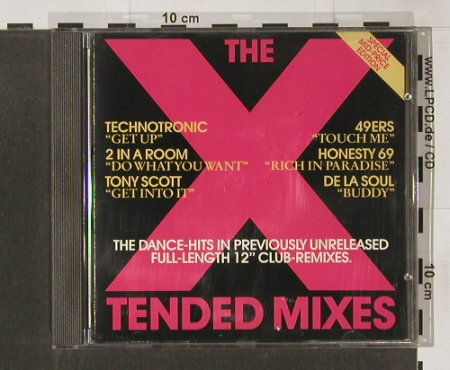 10 cm
THE
X
SPECIAL
MID-PRICE
EDITION
TECHNOTRONIC
"GET UP"
49ERS
"TOUCH ME"
2 IN A ROOM
"DO WHAT YOU WANT"
HONESTY 69
"RICH IN PARADISE"
TONY SCOTT
"GET INTO IT"
DE LA SOUL
"BUDDY"
THE DANCE-HITS IN PREVIOUSLY UNRELEASED
FULL-LENGTH 12" CLUB-REMIXES.
TENDED MIXES
www.LPCD.de / CD
10 cm